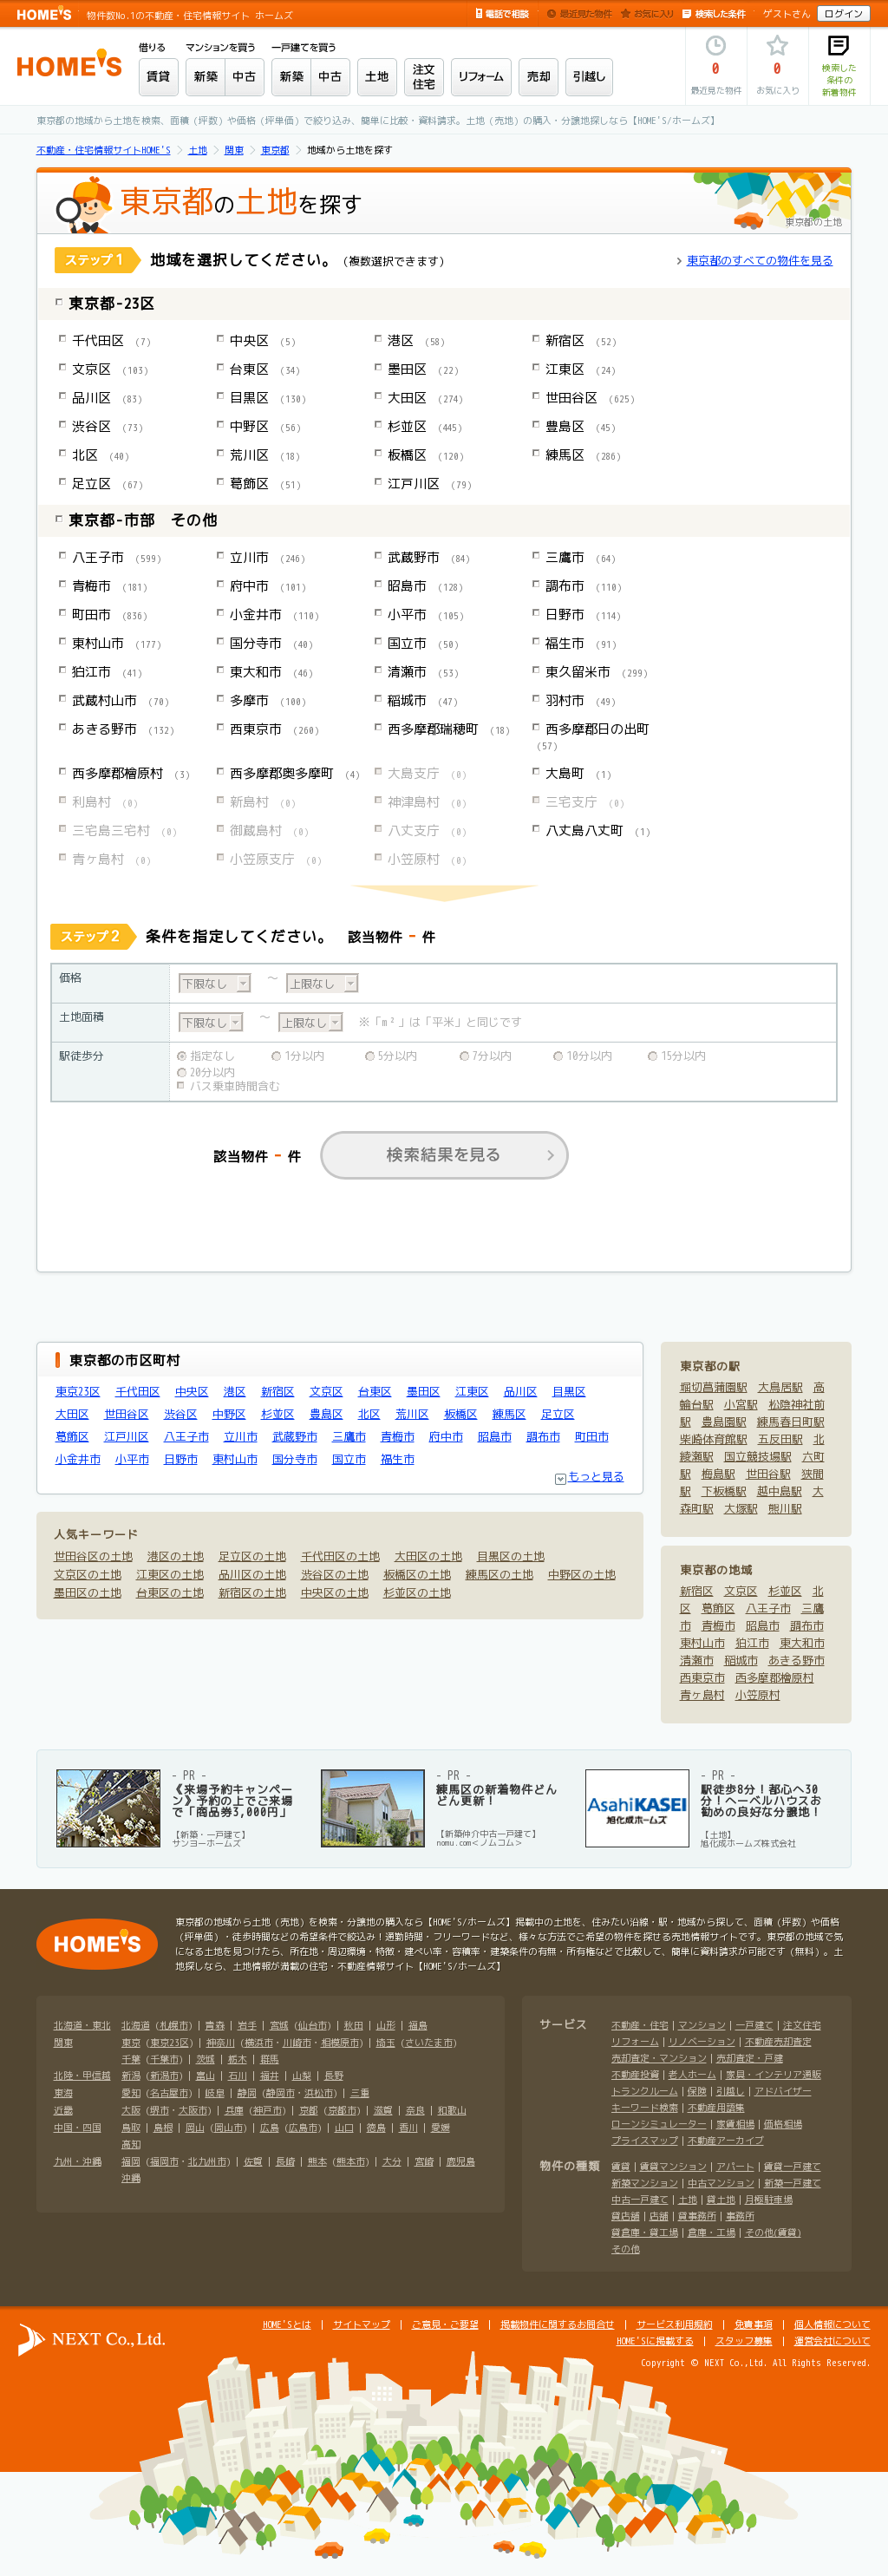 HOME'S 物件数No.1の不動産・住宅情報サイト ホームズ 電話で相談 最近見た物件 お気に入り 検索した条件 ゲストさん ログイン
HOME'S
借りる マンションを買う 一戸建てを買う
賃貸 新築 中古 新築 中古 土地 注文住宅 リフォーム 売却 引越し
0 最近見た物件
0 お気に入り
検索した条件の新着物件
東京都の地域から土地を検索、面積（坪数）や価格（坪単価）で絞り込み、簡単に比較・資料請求。土地（売地）の購入・分譲地探しなら【HOME'S/ホームズ】
不動産・住宅情報サイトHOME'S > 土地 > 関東 > 東京都 > 地域から土地を探す
東京都の土地を探す
東京都の土地
ステップ1 地域を選択してください。（複数選択できます）
東京都のすべての物件を見る
東京都-23区
千代田区 (7) 中央区 (5) 港区 (58) 新宿区 (52)
文京区 (103) 台東区 (34) 墨田区 (22) 江東区 (24)
品川区 (83) 目黒区 (130) 大田区 (274) 世田谷区 (625)
渋谷区 (73) 中野区 (56) 杉並区 (445) 豊島区 (45)
北区 (40) 荒川区 (18) 板橋区 (120) 練馬区 (286)
足立区 (67) 葛飾区 (51) 江戸川区 (79)
東京都-市部 その他
八王子市 (599) 立川市 (246) 武蔵野市 (84) 三鷹市 (64)
青梅市 (181) 府中市 (101) 昭島市 (128) 調布市 (110)
町田市 (836) 小金井市 (110) 小平市 (105) 日野市 (114)
東村山市 (177) 国分寺市 (40) 国立市 (50) 福生市 (91)
狛江市 (41) 東大和市 (46) 清瀬市 (53) 東久留米市 (299)
武蔵村山市 (70) 多摩市 (100) 稲城市 (47) 羽村市 (49)
あきる野市 (132) 西東京市 (260) 西多摩郡瑞穂町 (18) 西多摩郡日の出町 (57)
西多摩郡檜原村 (3) 西多摩郡奥多摩町 (4) 大島支庁 (0) 大島町 (1)
利島村 (0) 新島村 (0) 神津島村 (0) 三宅支庁 (0)
三宅島三宅村 (0) 御蔵島村 (0) 八丈支庁 (0) 八丈島八丈町 (1)
青ヶ島村 (0) 小笠原支庁 (0) 小笠原村 (0)
ステップ2 条件を指定してください。 該当物件 - 件
価格 下限なし ～ 上限なし
土地面積 下限なし ～ 上限なし ※「m²」は「平米」と同じです
駅徒歩分 指定なし 1分以内 5分以内 7分以内 10分以内 15分以内
20分以内
バス乗車時間含む
該当物件 - 件 検索結果を見る
東京都の市区町村
東京23区 千代田区 中央区 港区 新宿区 文京区 台東区 墨田区 江東区 品川区 目黒区
大田区 世田谷区 渋谷区 中野区 杉並区 豊島区 北区 荒川区 板橋区 練馬区 足立区
葛飾区 江戸川区 八王子市 立川市 武蔵野市 三鷹市 青梅市 府中市 昭島市 調布市 町田市
小金井市 小平市 日野市 東村山市 国分寺市 国立市 福生市
もっと見る
人気キーワード
世田谷区の土地 港区の土地 足立区の土地 千代田区の土地 大田区の土地 目黒区の土地
文京区の土地 江東区の土地 品川区の土地 渋谷区の土地 板橋区の土地 練馬区の土地 中野区の土地
墨田区の土地 台東区の土地 新宿区の土地 中央区の土地 杉並区の土地
東京都の駅
堀切菖蒲園駅 大鳥居駅 高
輪台駅 小宮駅 松陰神社前
駅 豊島園駅 練馬春日町駅
柴崎体育館駅 五反田駅 北
綾瀬駅 国立競技場駅 六町
駅 梅島駅 世田谷駅 狭間
駅 下板橋駅 越中島駅 大
森町駅 大塚駅 熊川駅
東京都の地域
新宿区 文京区 杉並区 北
区 葛飾区 八王子市 三鷹
市 青梅市 昭島市 調布市
東村山市 狛江市 東大和市
清瀬市 稲城市 あきる野市
西東京市 西多摩郡檜原村
青ヶ島村 小笠原村
- PR -
《来場予約キャンペーン》予約の上でご来場で「商品券3,000円」
【新築・一戸建て】
サンヨーホームズ
- PR -
練馬区の新着物件どんどん更新！
【新築仲介中古一戸建て】
nomu.com<ノムコム>
AsahiKASEI
旭化成ホームズ
- PR -
駅徒歩8分！都心へ30分！ヘーベルハウスお勧めの良好な分譲地！
【土地】
旭化成ホームズ株式会社
HOME'S
東京都の地域から土地（売地）を検索・分譲地の購入なら【HOME'S/ホームズ】掲載中の土地を、住みたい沿線・駅・地域から探して、面積（坪数）や価格
（坪単価）・徒歩時間などの希望条件で絞込み！通勤時間・フリーワードなど、様々な方法でご希望の物件を探せる売地情報サイトです。東京都の地域で気
になる土地を見つけたら、所在地・周辺環境・特徴・建ぺい率・容積率・建築条件の有無・所有権などで比較して、簡単に資料請求が可能です（無料）。土
地探しなら、土地情報が満載の住宅・不動産情報サイト【HOME'S/ホームズ】
北海道・東北 北海道 (札幌市) | 青森 | 岩手 | 宮城 (仙台市) | 秋田 | 山形 | 福島
関東 東京 (東京23区) | 神奈川 (横浜市・川崎市・相模原市) | 埼玉 (さいたま市)
千葉 (千葉市) | 茨城 | 栃木 | 群馬
北陸・甲信越 新潟 (新潟市) | 富山 | 石川 | 福井 | 山梨 | 長野
東海 愛知 (名古屋市) | 岐阜 | 静岡 (静岡市・浜松市) | 三重
近畿 大阪 (堺市・大阪市) | 兵庫 (神戸市) | 京都 (京都市) | 滋賀 | 奈良 | 和歌山
中国・四国 鳥取 | 島根 | 岡山 (岡山市) | 広島 (広島市) | 山口 | 徳島 | 香川 | 愛媛
高知
九州・沖縄 福岡 (福岡市・北九州市) | 佐賀 | 長崎 | 熊本 (熊本市) | 大分 | 宮崎 | 鹿児島
沖縄
サービス 不動産・住宅 | マンション | 一戸建て | 注文住宅
リフォーム | リノベーション | 不動産売却査定
売却査定・マンション | 売却査定・戸建
不動産投資 | 老人ホーム | 家具・インテリア通販
トランクルーム | 保険 | 引越し | アドバイザー
キーワード検索 | 不動産用語集
ローンシミュレーター | 家賃相場 | 価格相場
プライスマップ | 不動産アーカイブ
物件の種類 賃貸 | 賃貸マンション | アパート | 賃貸一戸建て
新築マンション | 中古マンション | 新築一戸建て
中古一戸建て | 土地 | 貸土地 | 月極駐車場
貸店舗 | 店舗 | 貸事務所 | 事務所
貸倉庫・貸工場 | 倉庫・工場 | その他(賃貸)
その他
NEXT Co.,Ltd.
HOME'Sとは | サイトマップ | ご意見・ご要望 | 掲載物件に関するお問合せ | サービス利用規約 | 免責事項 | 個人情報について
HOME'Sに掲載する | スタッフ募集 | 運営会社について
Copyright © NEXT Co.,Ltd. All Rights Reserved.